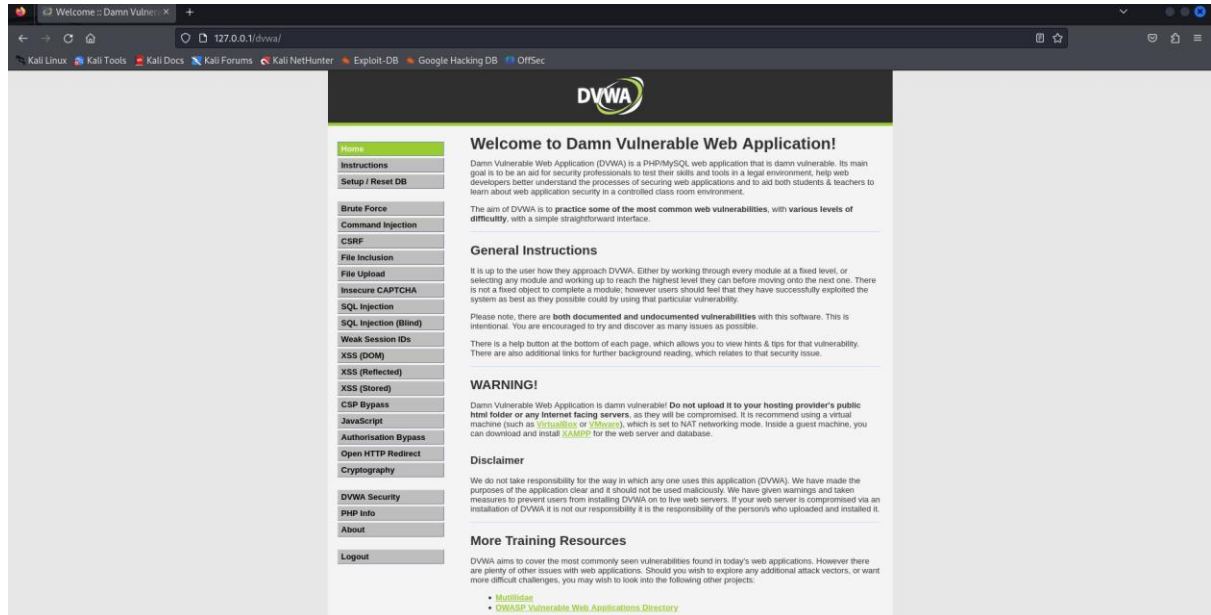 Welcome :: Damn Vulner
127.0.0.1/dvwa/
Kali Linux
Kali Tools
Kali Docs
Kali Forums
Kali NetHunter
Exploit-DB
Google Hacking DB
OffSec
DVWA
Home
Instructions
Setup / Reset DB
Brute Force
Command Injection
CSRF
File Inclusion
File Upload
Insecure CAPTCHA
SQL Injection
SQL Injection (Blind)
Weak Session IDs
XSS (DOM)
XSS (Reflected)
XSS (Stored)
CSP Bypass
JavaScript
Authorisation Bypass
Open HTTP Redirect
Cryptography
DVWA Security
PHP Info
About
Logout
Welcome to Damn Vulnerable Web Application!
Damn Vulnerable Web Application (DVWA) is a PHP/MySQL web application that is damn vulnerable. Its main
goal is to be an aid for security professionals to test their skills and tools in a legal environment, help web
developers better understand the processes of securing web applications and to aid both students & teachers to
learn about web application security in a controlled class room environment.
The aim of DVWA is to practice some of the most common web vulnerabilities, with various levels of
difficultly, with a simple straightforward interface.
General Instructions
It is up to the user how they approach DVWA. Either by working through every module at a fixed level, or
selecting any module and working up to reach the highest level they can before moving onto the next one. There
is not a fixed object to complete a module; however users should feel that they have successfully exploited the
system as best as they possible could by using that particular vulnerability.
Please note, there are both documented and undocumented vulnerabilities with this software. This is
intentional. You are encouraged to try and discover as many issues as possible.
There is a help button at the bottom of each page, which allows you to view hints & tips for that vulnerability.
There are also additional links for further background reading, which relates to that security issue.
WARNING!
Damn Vulnerable Web Application is damn vulnerable! Do not upload it to your hosting provider's public
html folder or any Internet facing servers, as they will be compromised. It is recommend using a virtual
machine (such as VirtualBox or VMware), which is set to NAT networking mode. Inside a guest machine, you
can download and install XAMPP for the web server and database.
Disclaimer
We do not take responsibility for the way in which any one uses this application (DVWA). We have made the
purposes of the application clear and it should not be used maliciously. We have given warnings and taken
measures to prevent users from installing DVWA on to live web servers. If your web server is compromised via an
installation of DVWA it is not our responsibility it is the responsibility of the person/s who uploaded and installed it.
More Training Resources
DVWA aims to cover the most commonly seen vulnerabilities found in today's web applications. However there
are plenty of other issues with web applications. Should you wish to explore any additional attack vectors, or want
more difficult challenges, you may wish to look into the following other projects:
• Mutillidae
• OWASP Vulnerable Web Applications Directory